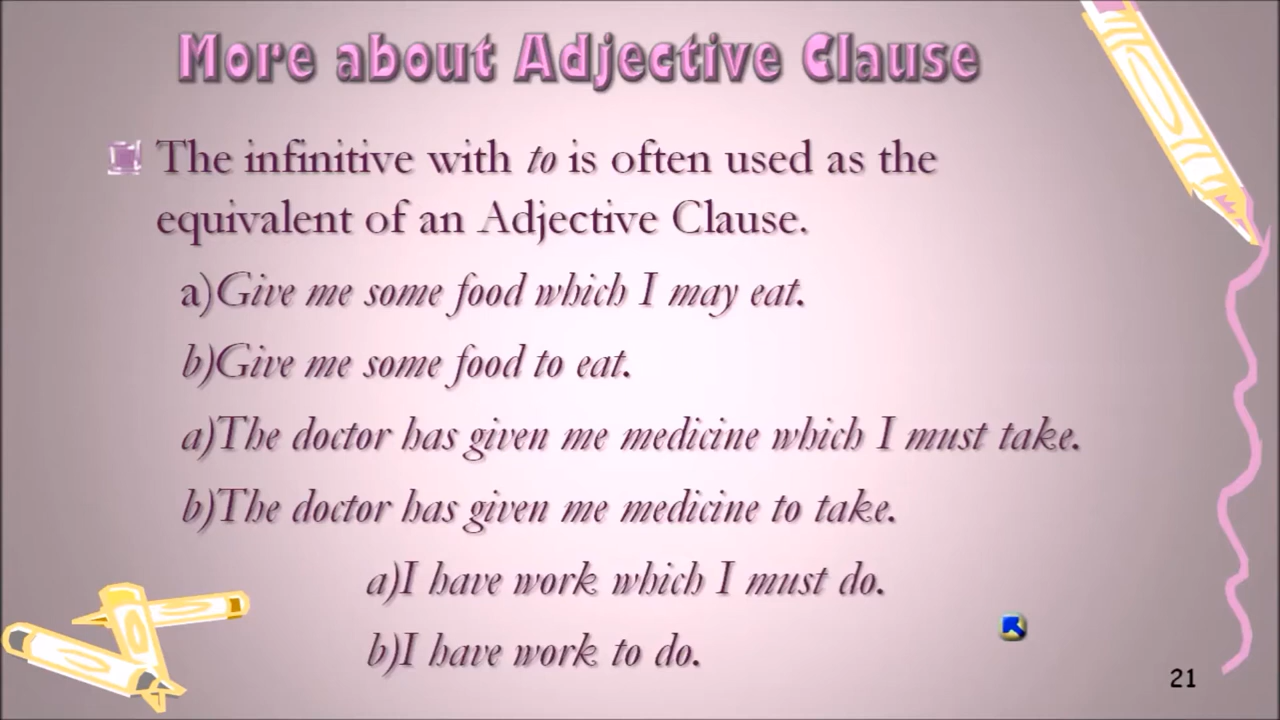 More about Adjective Clause
The infinitive with to is often used as the
equivalent of an Adjective Clause.
a)Give me some food which I may eat.
b)Give me some food to eat.
a)The doctor has given me medicine which I must take.
b)The doctor has given me medicine to take.
a)I have work which I must do.
b)I have work to do.
21